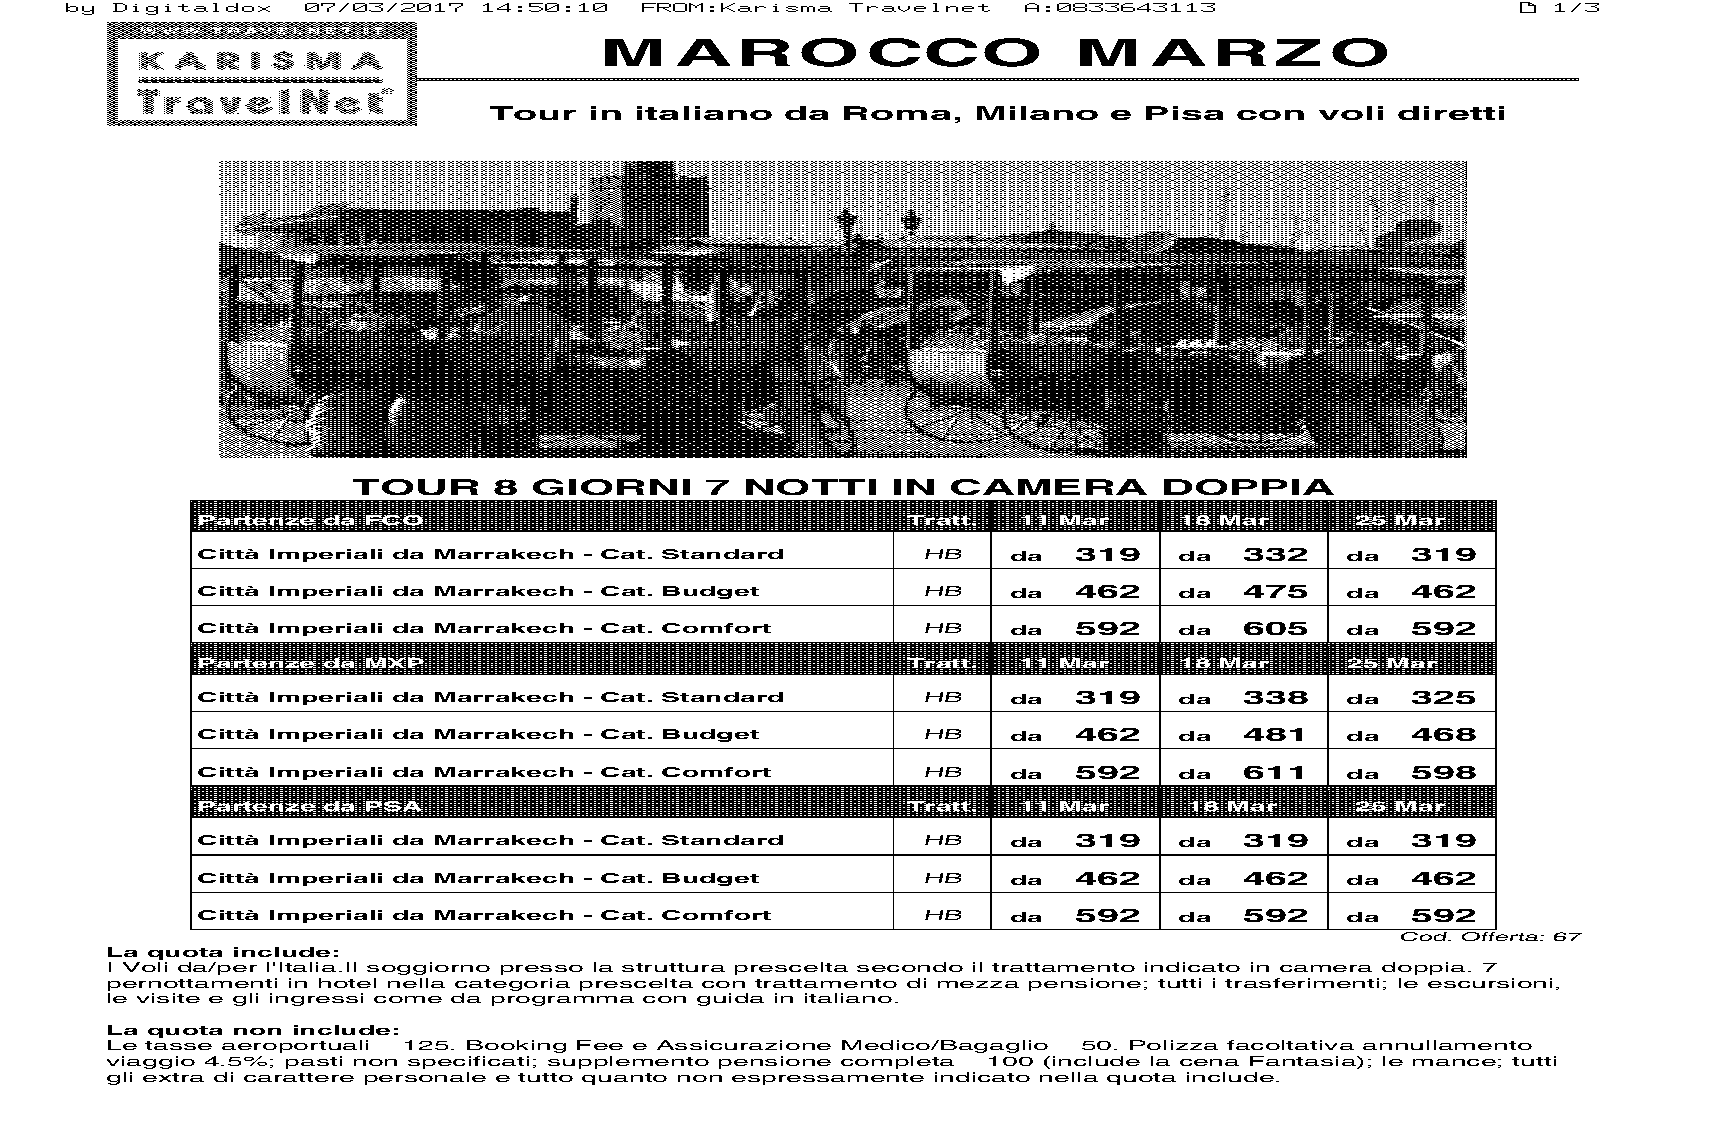 by Digitaldox 07/03/2017 14:50:10 FROM:Karisma Travelnet A:0833643113 1/3
KARISMA
TravelNet
MAROCCO MARZO
Tour in italiano da Roma, Milano e Pisa con voli diretti
TOUR 8 GIORNI 7 NOTTI IN CAMERA DOPPIA
Partenze da FCO Tratt. 11 Mar 18 Mar 25 Mar
Città Imperiali da Marrakech - Cat. Standard HB da 319 da 332 da 319
Città Imperiali da Marrakech - Cat. Budget HB da 462 da 475 da 462
Città Imperiali da Marrakech - Cat. Comfort HB da 592 da 605 da 592
Partenze da MXP Tratt. 11 Mar 18 Mar 25 Mar
Città Imperiali da Marrakech - Cat. Standard HB da 319 da 338 da 325
Città Imperiali da Marrakech - Cat. Budget HB da 462 da 481 da 468
Città Imperiali da Marrakech - Cat. Comfort HB da 592 da 611 da 598
Partenze da PSA Tratt. 11 Mar 18 Mar 25 Mar
Città Imperiali da Marrakech - Cat. Standard HB da 319 da 319 da 319
Città Imperiali da Marrakech - Cat. Budget HB da 462 da 462 da 462
Città Imperiali da Marrakech - Cat. Comfort HB da 592 da 592 da 592
Cod. Offerta: 67
La quota include:
I Voli da/per l'Italia.Il soggiorno presso la struttura prescelta secondo il trattamento indicato in camera doppia. 7
pernottamenti in hotel nella categoria prescelta con trattamento di mezza pensione; tutti i trasferimenti; le escursioni,
le visite e gli ingressi come da programma con guida in italiano.
La quota non include:
Le tasse aeroportuali 125. Booking Fee e Assicurazione Medico/Bagaglio 50. Polizza facoltativa annullamento
viaggio 4.5%; pasti non specificati; supplemento pensione completa 100 (include la cena Fantasia); le mance; tutti
gli extra di carattere personale e tutto quanto non espressamente indicato nella quota include.